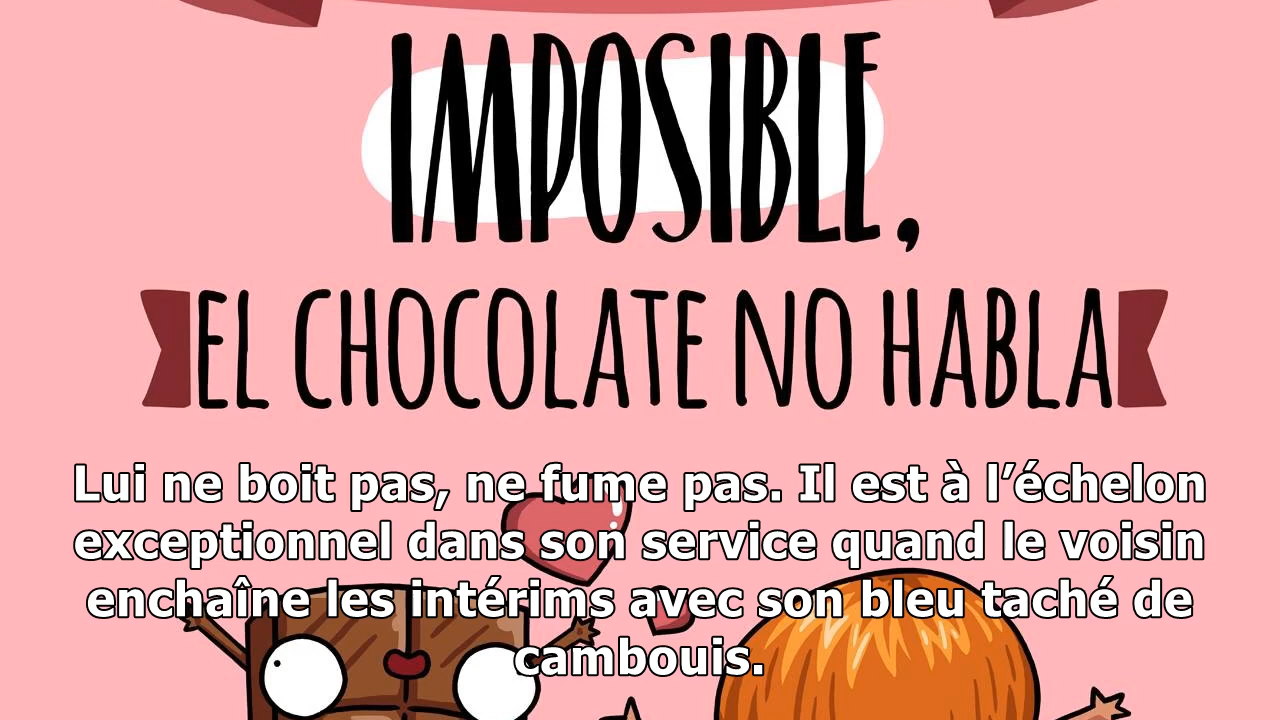 IMPOSIBLE,
EL CHOCOLATE NO HABLA
Lui ne boit pas, ne fume pas. Il est à l’échelon
exceptionnel dans son service quand le voisin
enchaîne les intérims avec son bleu taché de
cambouis.